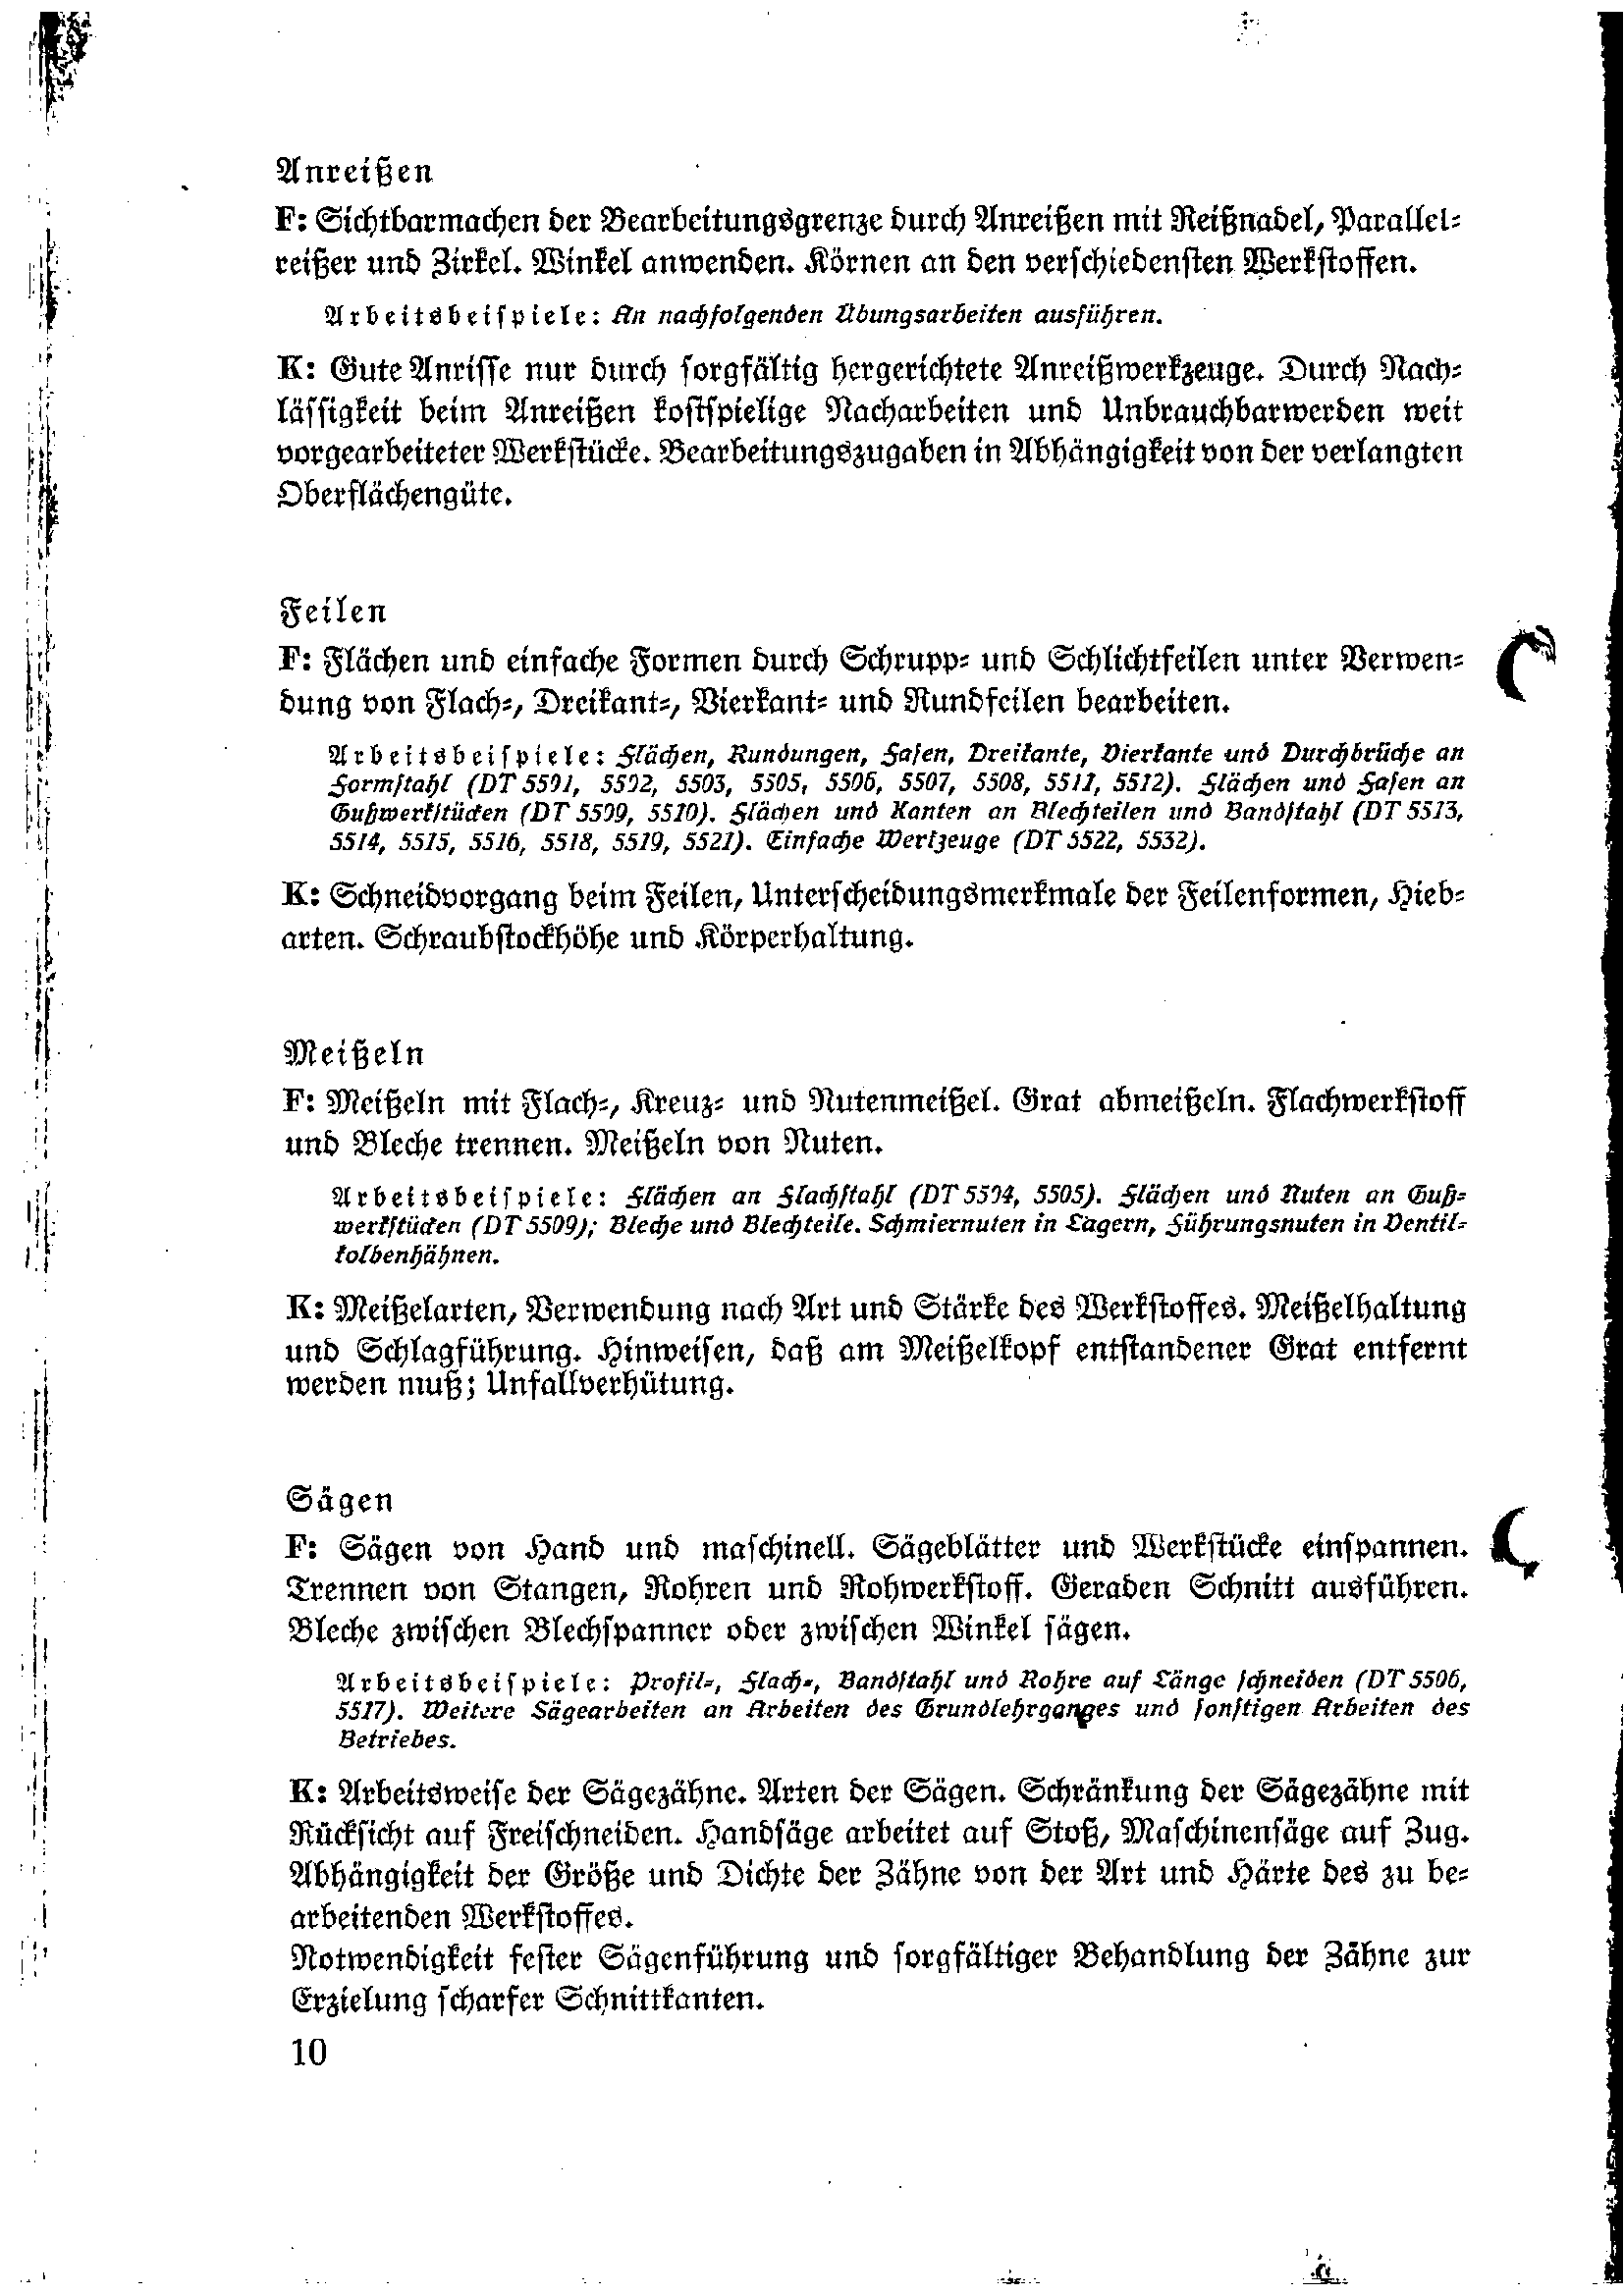 Anreißen
F: Sichtbarmachen der Bearbeitungsgrenze durch Anreißen mit Reißnadel, Parallel-
reißer und Zirkel. Winkel anwenden. Körnen an den verschiedensten Werkstoffen.
Arbeitsbeispiele: An nachfolgenden Übungsarbeiten ausführen.
K: Gute Anrisse nur durch sorgfältig hergerichtete Anreißwerkzeuge. Durch Nach-
lässigkeit beim Anreißen kostspielige Nacharbeiten und Unbrauchbarwerden weit
vorgearbeiteter Werkstücke. Bearbeitungszugaben in Abhängigkeit von der verlangten
Oberflächengüte.
Feilen
F: Flächen und einfache Formen durch Schrupp- und Schlichtfeilen unter Verwen-
dung von Flach-, Dreikant-, Vierkant- und Rundfeilen bearbeiten.
Arbeitsbeispiele: Flächen, Rundungen, Fasen, Dreikante, Vierkante und Durchbrüche an
Formstahl (DT 5501, 5502, 5503, 5505, 5506, 5507, 5508, 5511, 5512). Flächen und Fasen an
Gußwerkstücken (DT 5509, 5510). Flächen und Kanten an Blechteilen und Bandstahl (DT 5513,
5514, 5515, 5516, 5518, 5519, 5521). Einfache Werkzeuge (DT 5522, 5532).
K: Schneidvorgang beim Feilen, Unterscheidungsmerkmale der Feilenformen, Hieb-
arten. Schraubstockhöhe und Körperhaltung.
Meißeln
F: Meißeln mit Flach-, Kreuz- und Nutenmeißel. Grat abmeißeln. Flachwerkstoff
und Bleche trennen. Meißeln von Nuten.
Arbeitsbeispiele: Flächen an Flachstahl (DT 5504, 5505). Flächen und Nuten an Guß-
werkstücken (DT 5509); Bleche und Blechteile. Schmiernuten in Lagern, Führungsnuten in Ventil-
kolbenhähnen.
K: Meißelarten, Verwendung nach Art und Stärke des Werkstoffes. Meißelhaltung
und Schlagführung. Hinweisen, daß am Meißelkopf entstandener Grat entfernt
werden muß; Unfallverhütung.
Sägen
F: Sägen von Hand und maschinell. Sägeblätter und Werkstücke einspannen.
Trennen von Stangen, Rohren und Rohwerkstoff. Geraden Schnitt ausführen.
Bleche zwischen Blechspanner oder zwischen Winkel sägen.
Arbeitsbeispiele: Profil-, Flach-, Bandstahl und Rohre auf Länge schneiden (DT 5506,
5517). Weitere Sägearbeiten an Arbeiten des Grundlehrganges und sonstigen Arbeiten des
Betriebes.
K: Arbeitsweise der Sägezähne. Arten der Sägen. Schränkung der Sägezähne mit
Rücksicht auf Freischneiden. Handsäge arbeitet auf Stoß, Maschinensäge auf Zug.
Abhängigkeit der Größe und Dichte der Zähne von der Art und Härte des zu be-
arbeitenden Werkstoffes.
Notwendigkeit fester Sägenführung und sorgfältiger Behandlung der Zähne zur
Erzielung scharfer Schnittkanten.
10